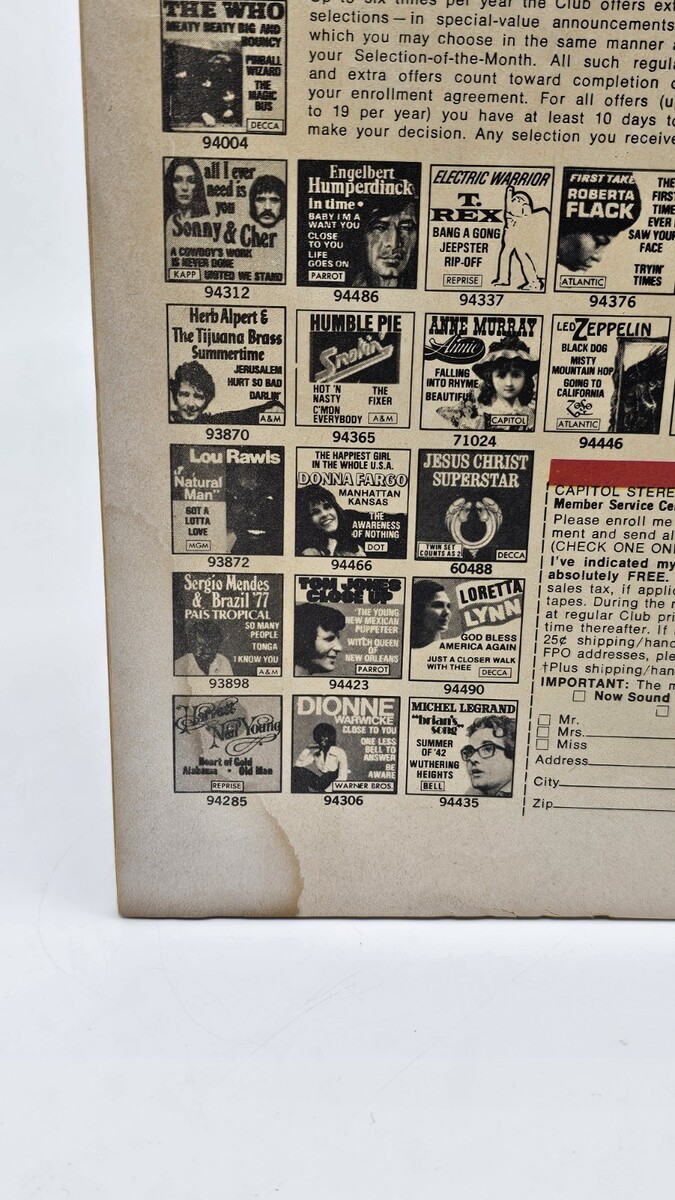 THE WHO
MEATY BEATY BIG AND
BOUNCY
PINBALL
WIZARD
THE
MAGIC
BUS
DECCA
94004
Up to six times per year the Club offers ext
selections — in special-value announcements
which you may choose in the same manner a
your Selection-of-the-Month. All such regula
and extra offers count toward completion o
your enrollment agreement. For all offers (u
to 19 per year) you have at least 10 days to
make your decision. Any selection you receive
all I ever
need is
you
Sonny & Cher
A COWBOY'S WORK
IS NEVER DONE
KAPP UNITED WE STAND
94312
Engelbert
Humperdinck
in time •
BABY I'M A
WANT YOU
CLOSE
TO YOU
LIFE
GOES ON
PARROT
94486
ELECTRIC WARRIOR
T.
REX
BANG A GONG
JEEPSTER
RIP-OFF
REPRISE
94337
FIRST TAKE
ROBERTA
FLACK
THE
FIRST
TIME
EVER I
SAW YOUR
FACE
TRYIN'
TIMES
ATLANTIC
94376
Herb Alpert &
The Tijuana Brass
Summertime
JERUSALEM
HURT SO BAD
DARLIN'
A&M
93870
HUMBLE PIE
Smokin'
HOT 'N
NASTY
C'MON
EVERYBODY
THE
FIXER
A&M
94365
ANNE MURRAY
Annie
FALLING
INTO RHYME
BEAUTIFUL
CAPITOL
71024
LED ZEPPELIN
BLACK DOG
MISTY
MOUNTAIN HOP
GOING TO
CALIFORNIA
ATLANTIC
94446
Lou Rawls
"Natural
Man"
GOT A
LOTTA
LOVE
MGM
93872
THE HAPPIEST GIRL
IN THE WHOLE U.S.A.
DONNA FARGO
MANHATTAN
KANSAS
THE
AWARENESS
OF NOTHING
DOT
94466
JESUS CHRIST
SUPERSTAR
TWIN SET
COUNTS AS 2
DECCA
60488
Sergio Mendes
& Brazil '77
PAIS TROPICAL
SO MANY
PEOPLE
TONGA
I KNOW YOU
A&M
93898
TOM JONES
CLOSE UP
THE YOUNG
NEW MEXICAN
PUPPETEER
WITCH QUEEN
OF
NEW ORLEANS
PARROT
94423
LORETTA
LYNN
GOD BLESS
AMERICA AGAIN
JUST A CLOSER WALK
WITH THEE
DECCA
94490
Harvest
Neil Young
Heart of Gold
Alabama • Old Man
REPRISE
94285
DIONNE
WARWICKE
CLOSE TO YOU
ONE LESS
BELL TO
ANSWER
BE
AWARE
WARNER BROS.
94306
MICHEL LEGRAND
"brian's
song"
SUMMER
OF '42
WUTHERING
HEIGHTS
BELL
94435
CAPITOL STERE
Member Service Ce
Please enroll me
ment and send al
(CHECK ONE ON
I've indicated my
absolutely FREE.
sales tax, if applic
tapes. During the n
at regular Club pri
time thereafter. If
25¢ shipping/hand
FPO addresses, ple
†Plus shipping/han
IMPORTANT: The m
Now Sound
Mr.
Mrs.
Miss
Address
City
Zip